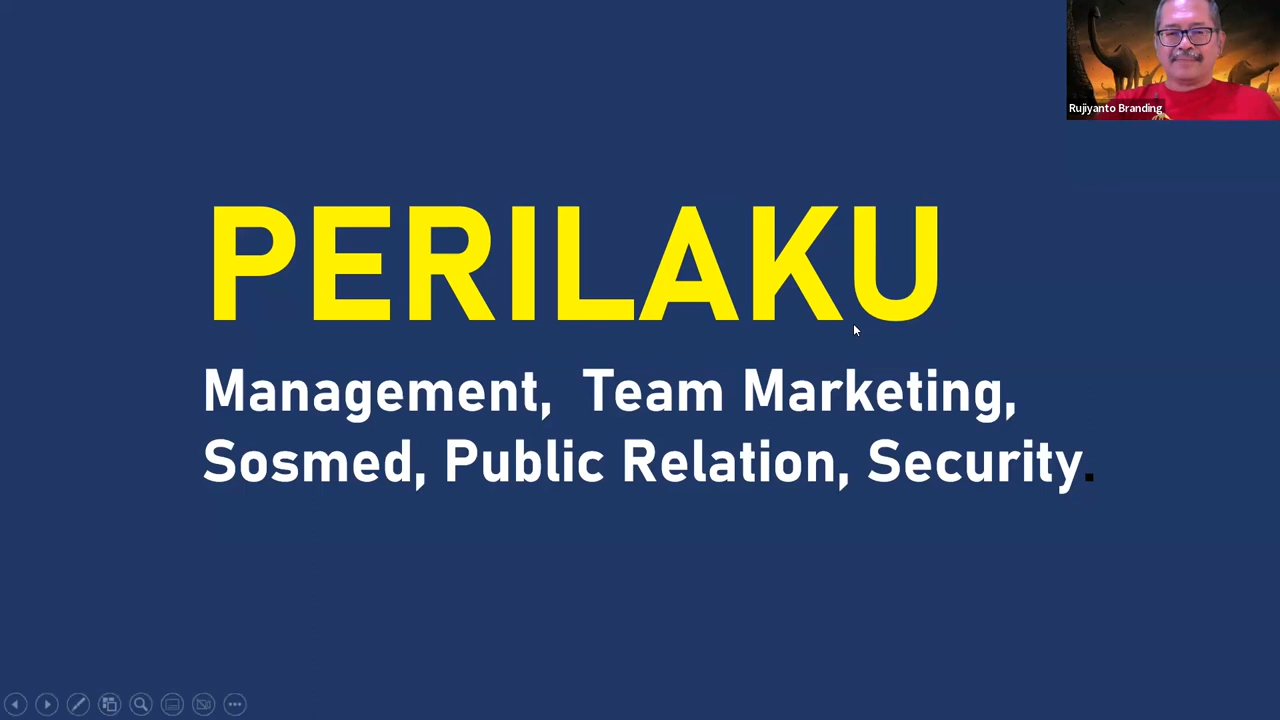 Rujiyanto Branding
PERILAKU
Management, Team Marketing,
Sosmed, Public Relation, Security.